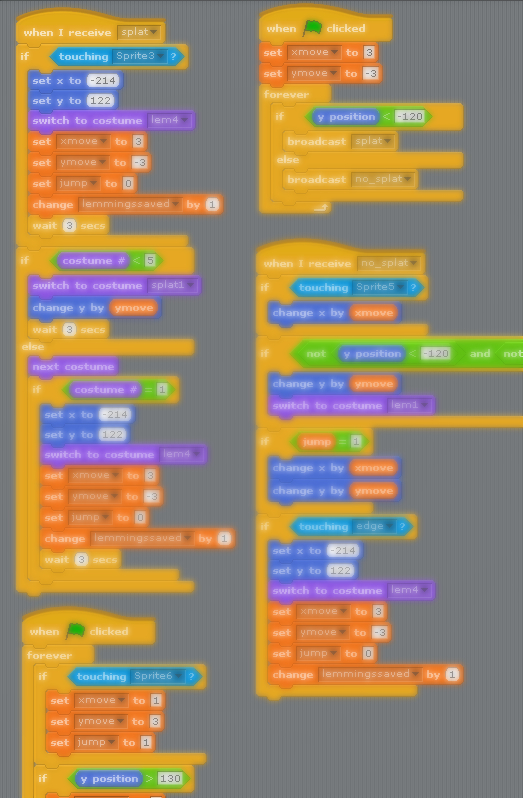 when I receive splat
if touching Sprite3 ?
set x to -214
set y to 122
switch to costume lem4
set xmove to 3
set ymove to -3
set jump to 0
change lemmingssaved by 1
wait 3 secs
if costume # < 5
switch to costume splat1
change y by ymove
wait 3 secs
else
next costume
if costume # = 1
set x to -214
set y to 122
switch to costume lem4
set xmove to 3
set ymove to -3
set jump to 0
change lemmingssaved by 1
wait 3 secs
when clicked
forever
if touching Sprite6 ?
set xmove to 1
set ymove to 3
set jump to 1
if y position > 130
when clicked
set xmove to 3
set ymove to -3
forever
if y position < -120
broadcast splat
else
broadcast no_splat
when I receive no_splat
if touching Sprite5 ?
change x by xmove
if not y position < -120 and not
change y by ymove
switch to costume lem1
if jump = 1
change x by xmove
change y by ymove
if touching edge ?
set x to -214
set y to 122
switch to costume lem4
set xmove to 3
set ymove to -3
set jump to 0
change lemmingssaved by 1